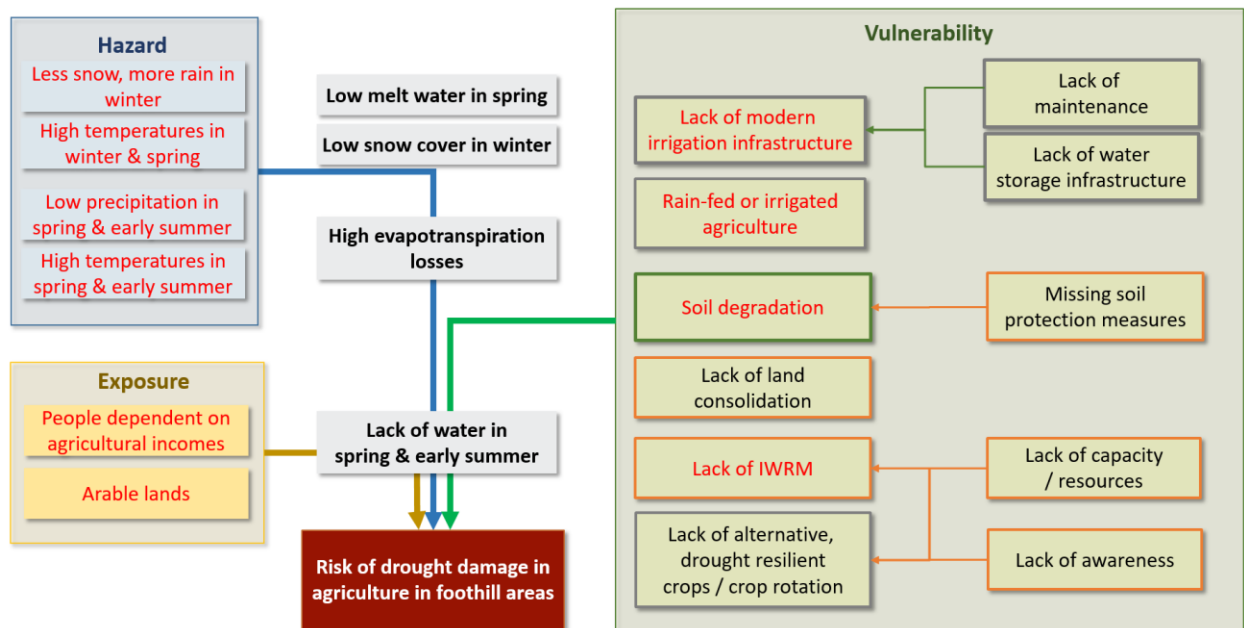 Hazard
Less snow, more rain in
winter
High temperatures in
winter & spring
Low precipitation in
spring & early summer
High temperatures in
spring & early summer
Exposure
People dependent on
agricultural incomes
Arable lands
Low melt water in spring
Low snow cover in winter
High evapotranspiration
losses
Lack of water in
spring & early summer
Risk of drought damage in
agriculture in foothill areas
Vulnerability
Lack of modern
irrigation infrastructure
Rain-fed or irrigated
agriculture
Soil degradation
Lack of land
consolidation
Lack of IWRM
Lack of alternative,
drought resilient
crops / crop rotation
Lack of
maintenance
Lack of water
storage infrastructure
Missing soil
protection measures
Lack of capacity
/ resources
Lack of awareness